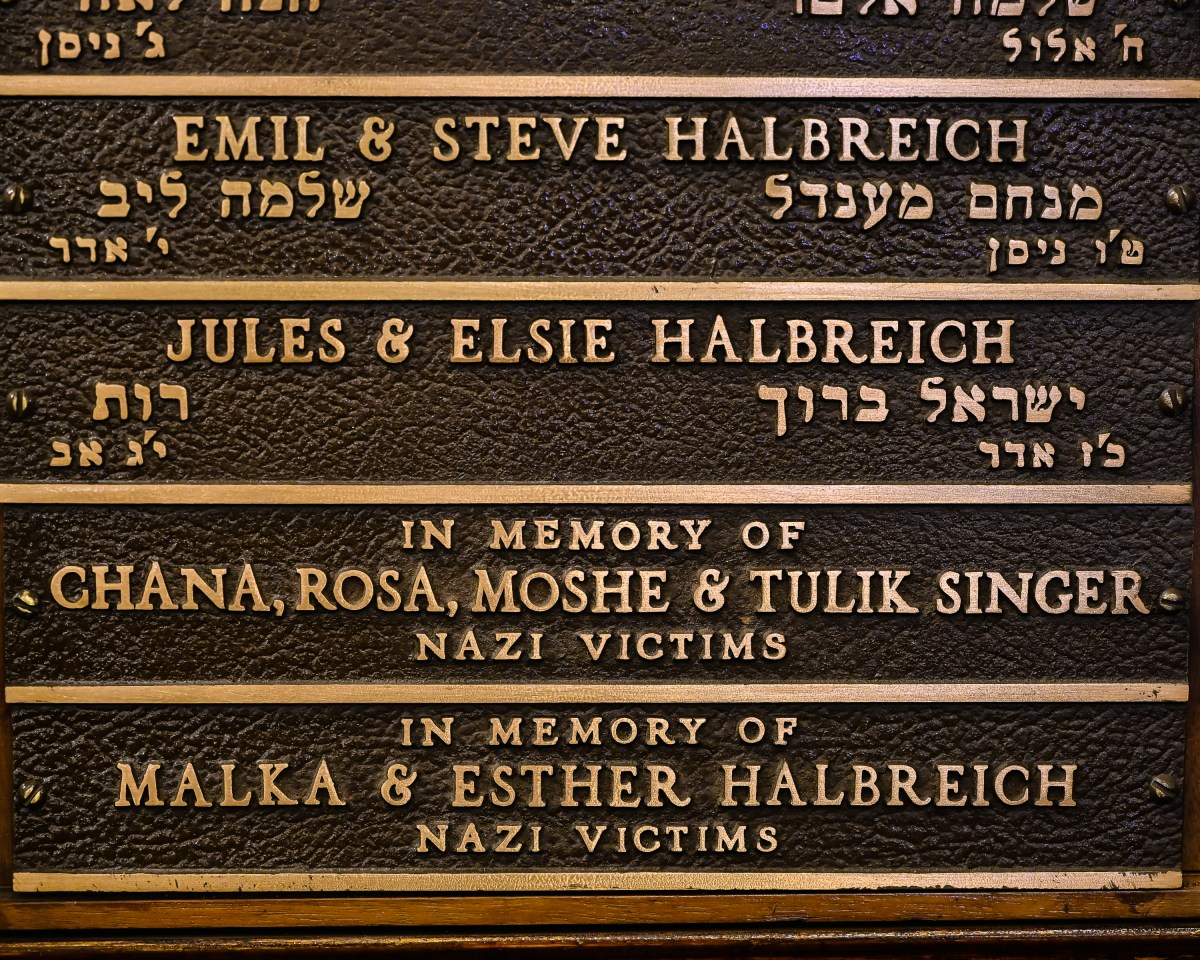 ח' אלול ג' ניסן
EMIL & STEVE HALBREICH
מנחם מענדל שלמה ליב
ט'ו ניסן י' אדר
JULES & ELSIE HALBREICH
ישראל ברוך רות
כ'ז אדר י'ג אב
IN MEMORY OF
CHANA, ROSA, MOSHE & TULIK SINGER
NAZI VICTIMS
IN MEMORY OF
MALKA & ESTHER HALBREICH
NAZI VICTIMS